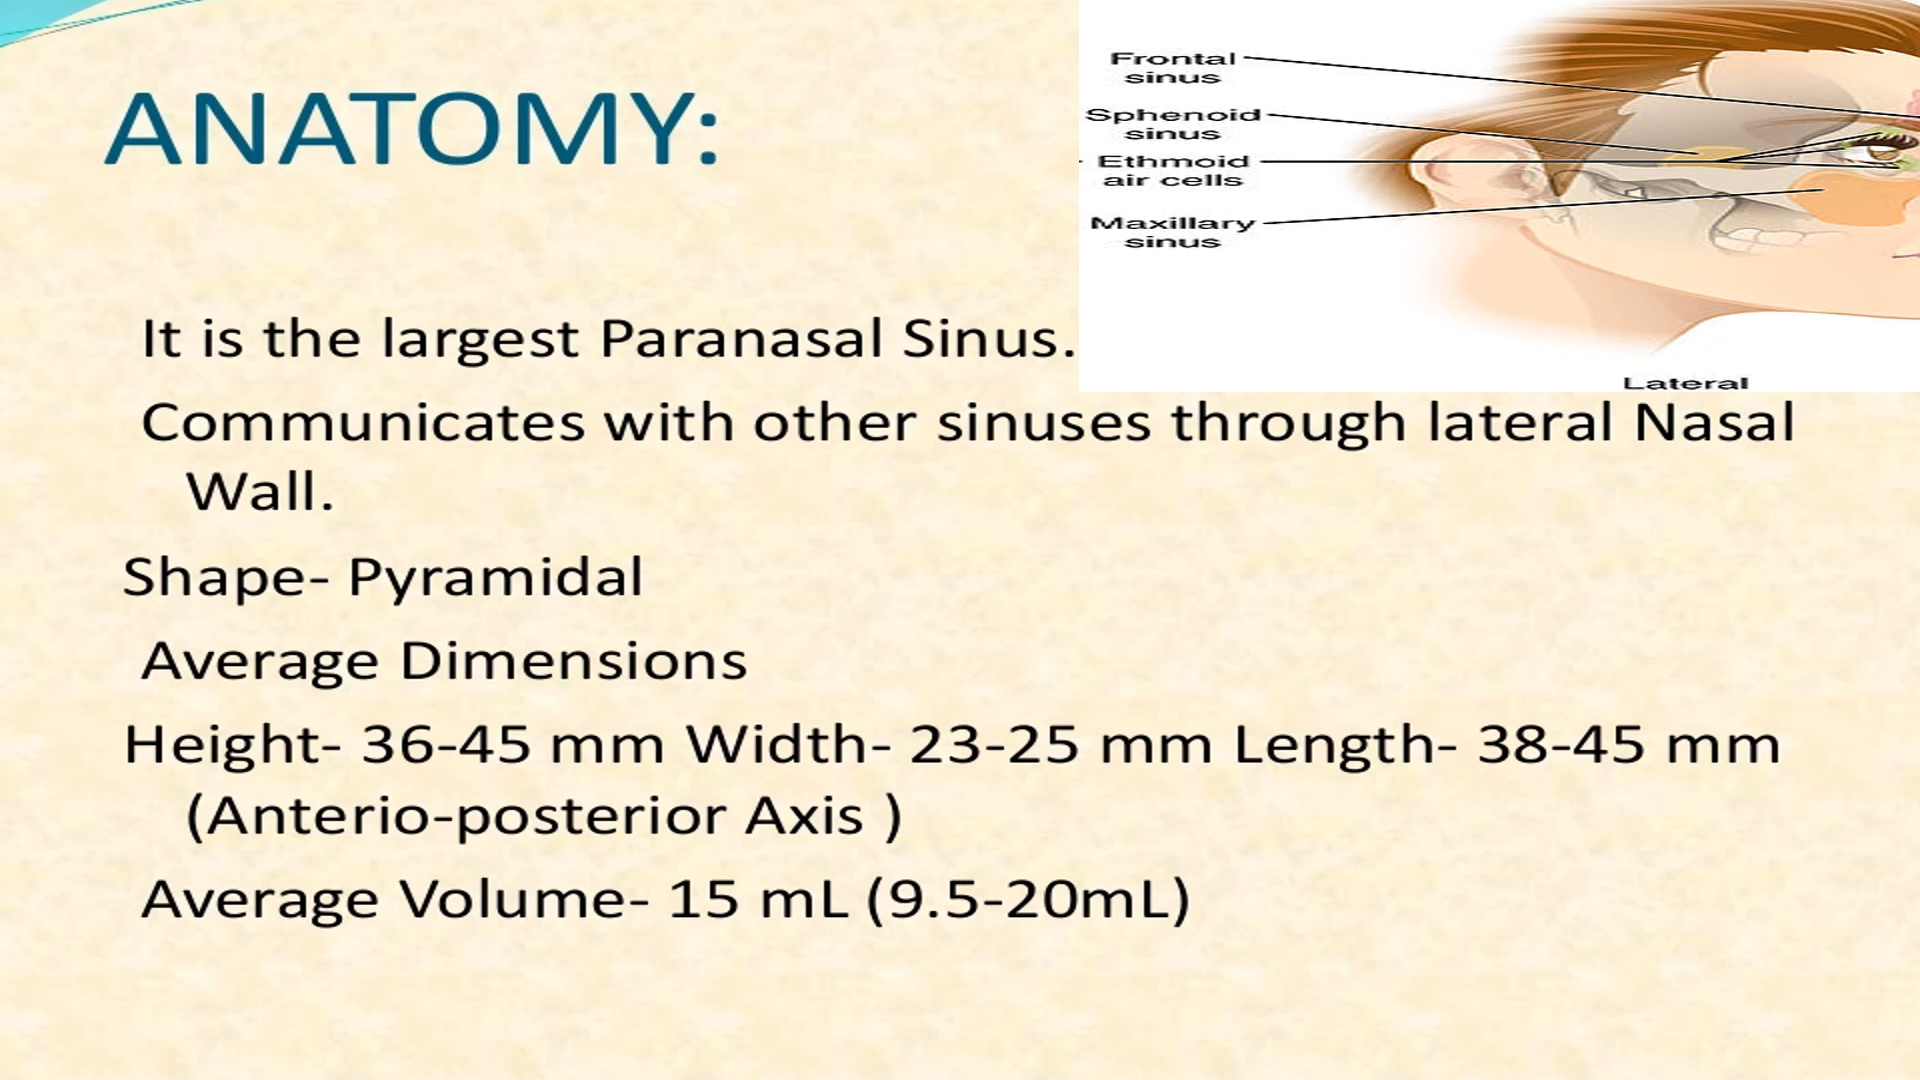 ANATOMY:
Frontal
sinus
Sphenoid
sinus
Ethmoid
air cells
Maxillary
sinus
Lateral
It is the largest Paranasal Sinus.
Communicates with other sinuses through lateral Nasal
Wall.
Shape- Pyramidal
Average Dimensions
Height- 36-45 mm Width- 23-25 mm Length- 38-45 mm
(Anterio-posterior Axis )
Average Volume- 15 mL (9.5-20mL)